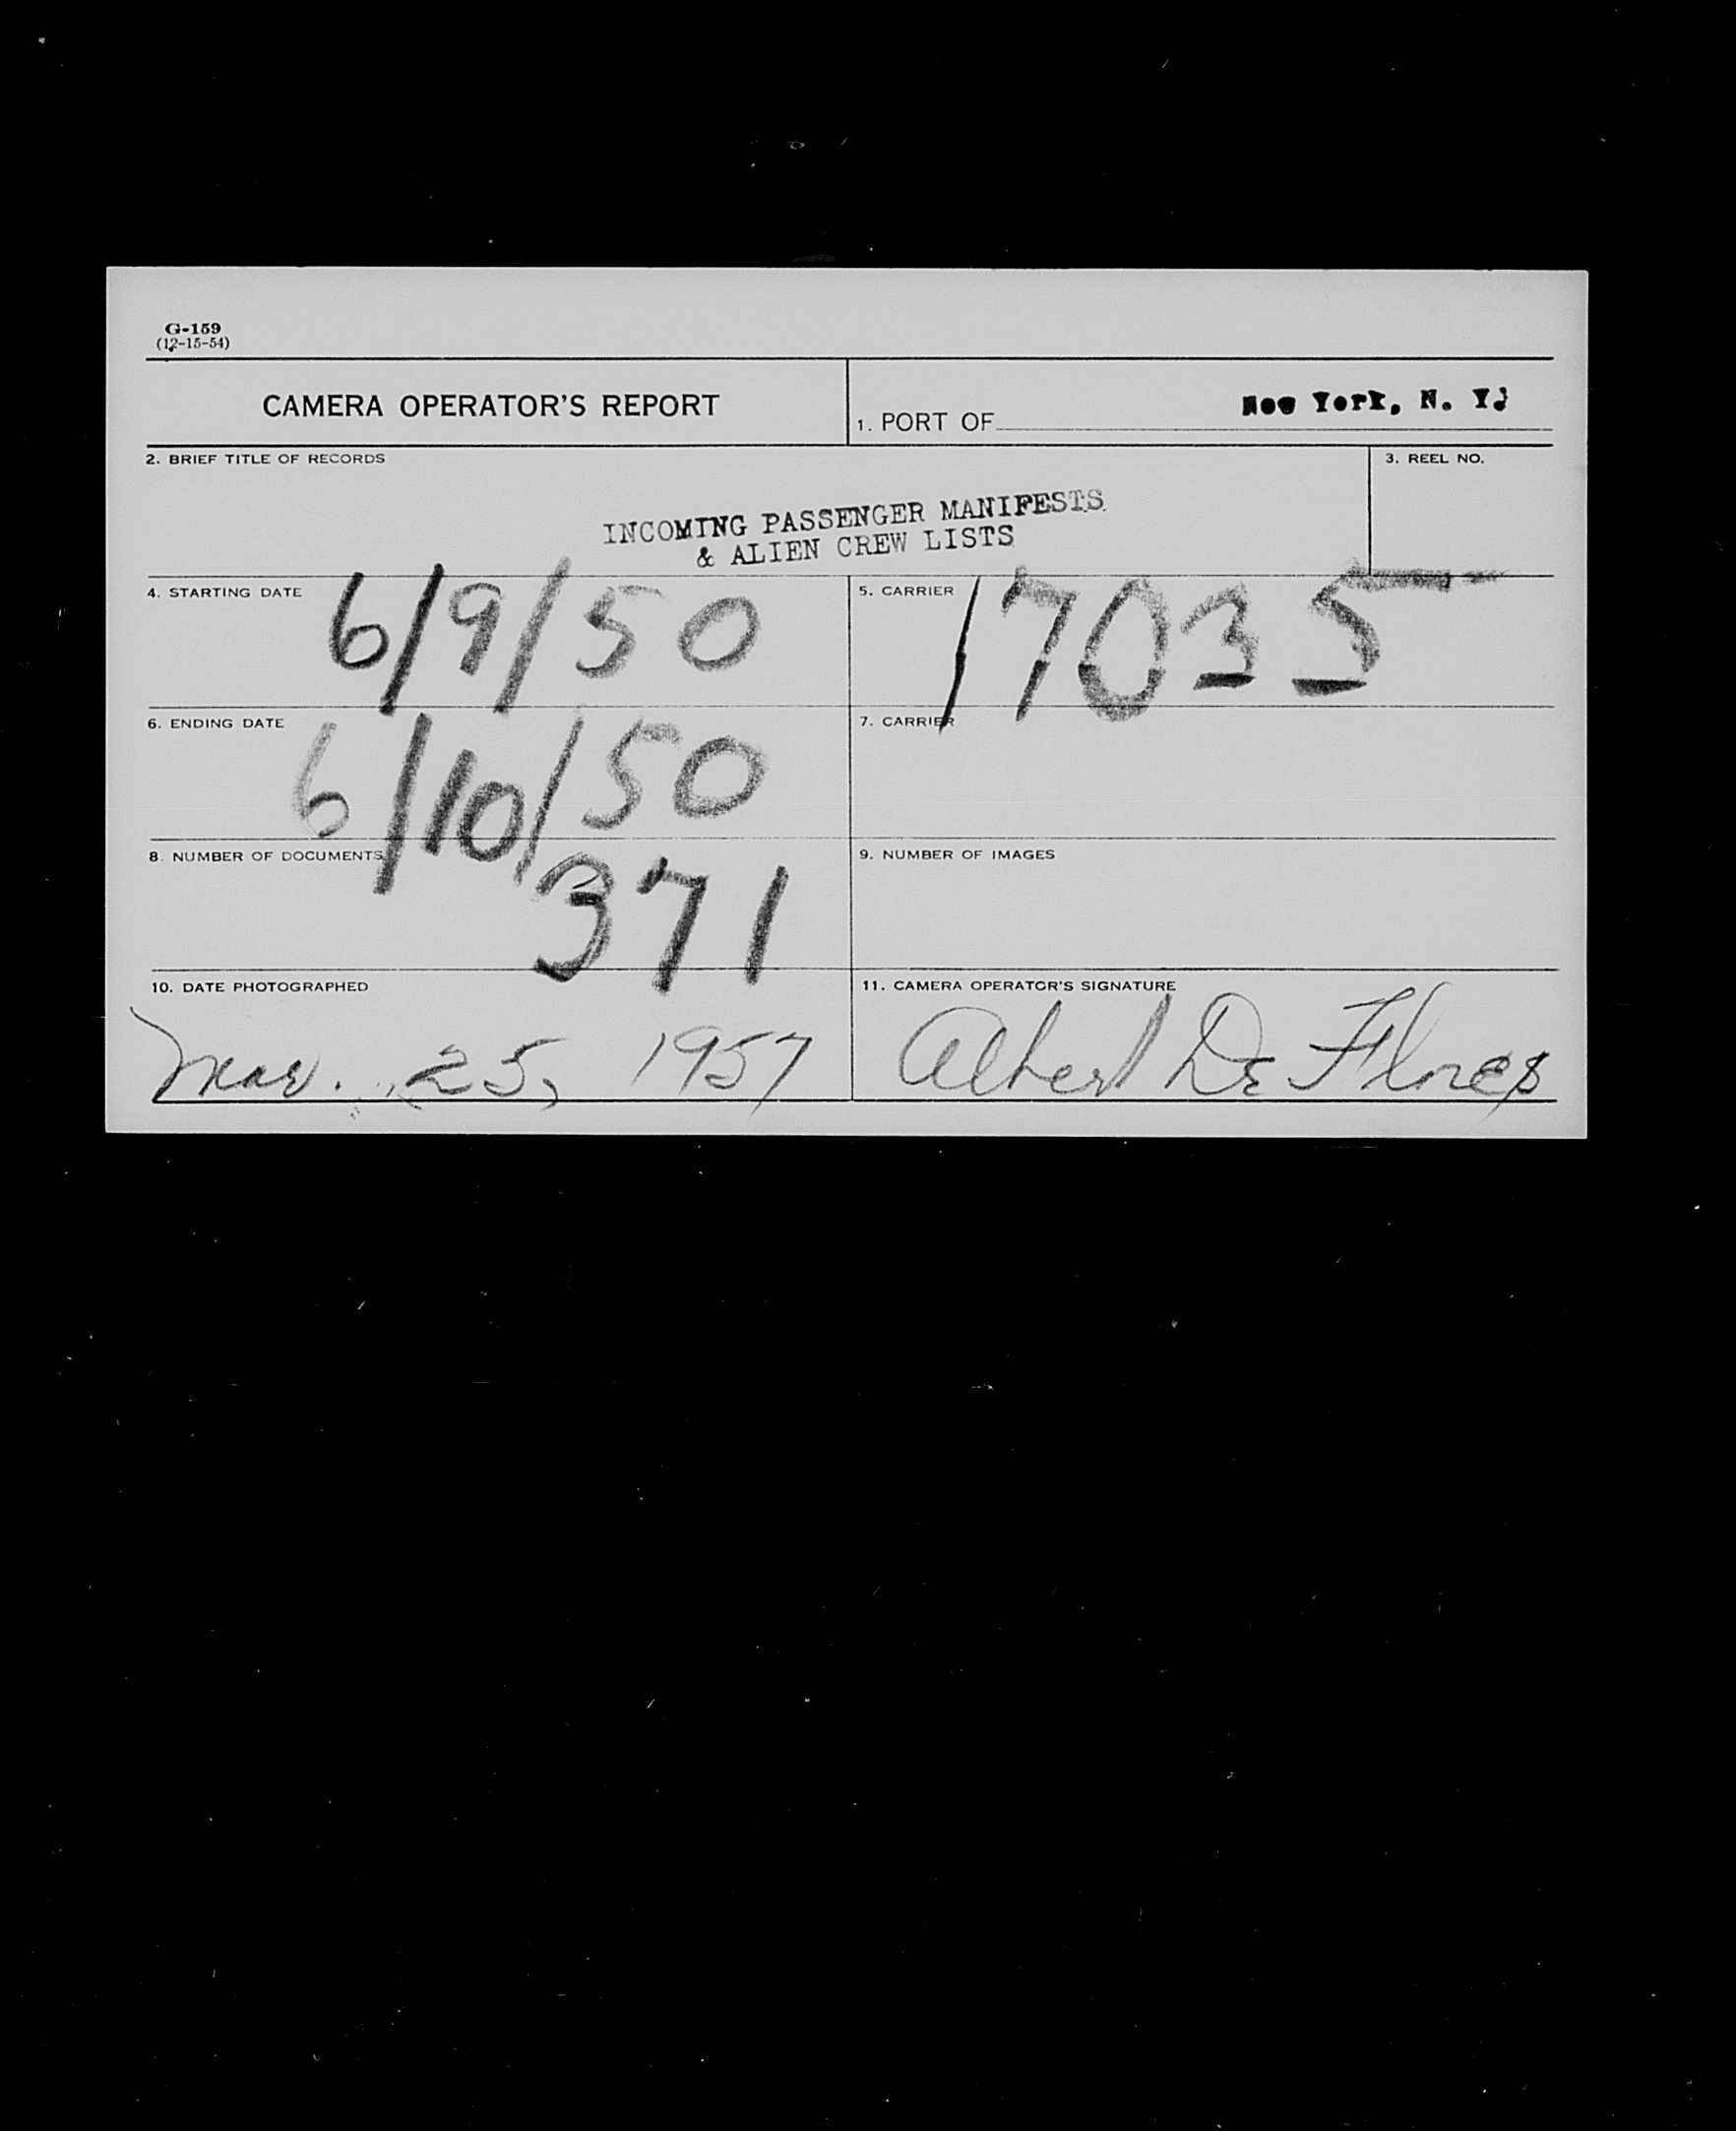 G-159
(12-15-54)
CAMERA OPERATOR'S REPORT
1. PORT OF New York, N. Y.
2. BRIEF TITLE OF RECORDS
3. REEL NO.
INCOMING PASSENGER MANIFESTS
& ALIEN CREW LISTS
4. STARTING DATE 6/9/50
5. CARRIER 17035
6. ENDING DATE 6/10/50
7. CARRIER
8. NUMBER OF DOCUMENTS 371
9. NUMBER OF IMAGES
10. DATE PHOTOGRAPHED
11. CAMERA OPERATOR'S SIGNATURE
Mar. 25, 1957
Albert De Flores